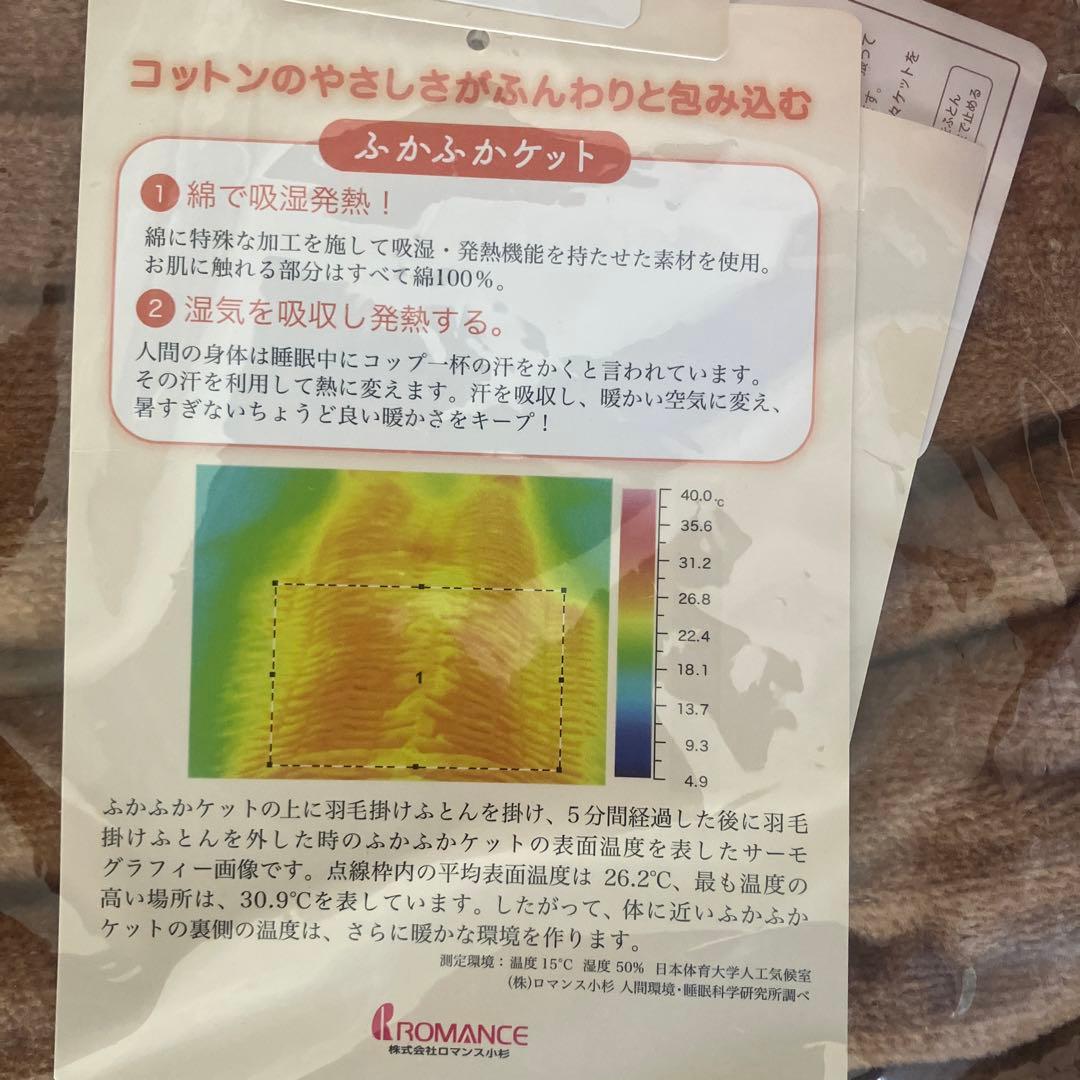 コットンのやさしさがふんわりと包み込む
ふかふかケット
1 綿で吸湿発熱！
綿に特殊な加工を施して吸湿・発熱機能を持たせた素材を使用。
お肌に触れる部分はすべて綿100%。
2 湿気を吸収し発熱する。
人間の身体は睡眠中にコップ一杯の汗をかくと言われています。
その汗を利用して熱に変えます。汗を吸収し、暖かい空気に変え、
暑すぎないちょうど良い暖かさをキープ！
40.0℃
35.6
31.2
26.8
22.4
18.1
13.7
9.3
4.9
1
ふかふかケットの上に羽毛掛けふとんを掛け、5分間経過した後に羽毛
掛けふとんを外した時のふかふかケットの表面温度を表したサーモ
グラフィー画像です。点線枠内の平均表面温度は 26.2℃、最も温度の
高い場所は、30.9℃を表しています。したがって、体に近いふかふか
ケットの裏側の温度は、さらに暖かな環境を作ります。
測定環境：温度 15℃ 湿度 50% 日本体育大学人工気候室
(株)ロマンス小杉 人間環境・睡眠科学研究所調べ
ROMANCE
株式会社ロマンス小杉
す。
ケットを
ふとん
で止める